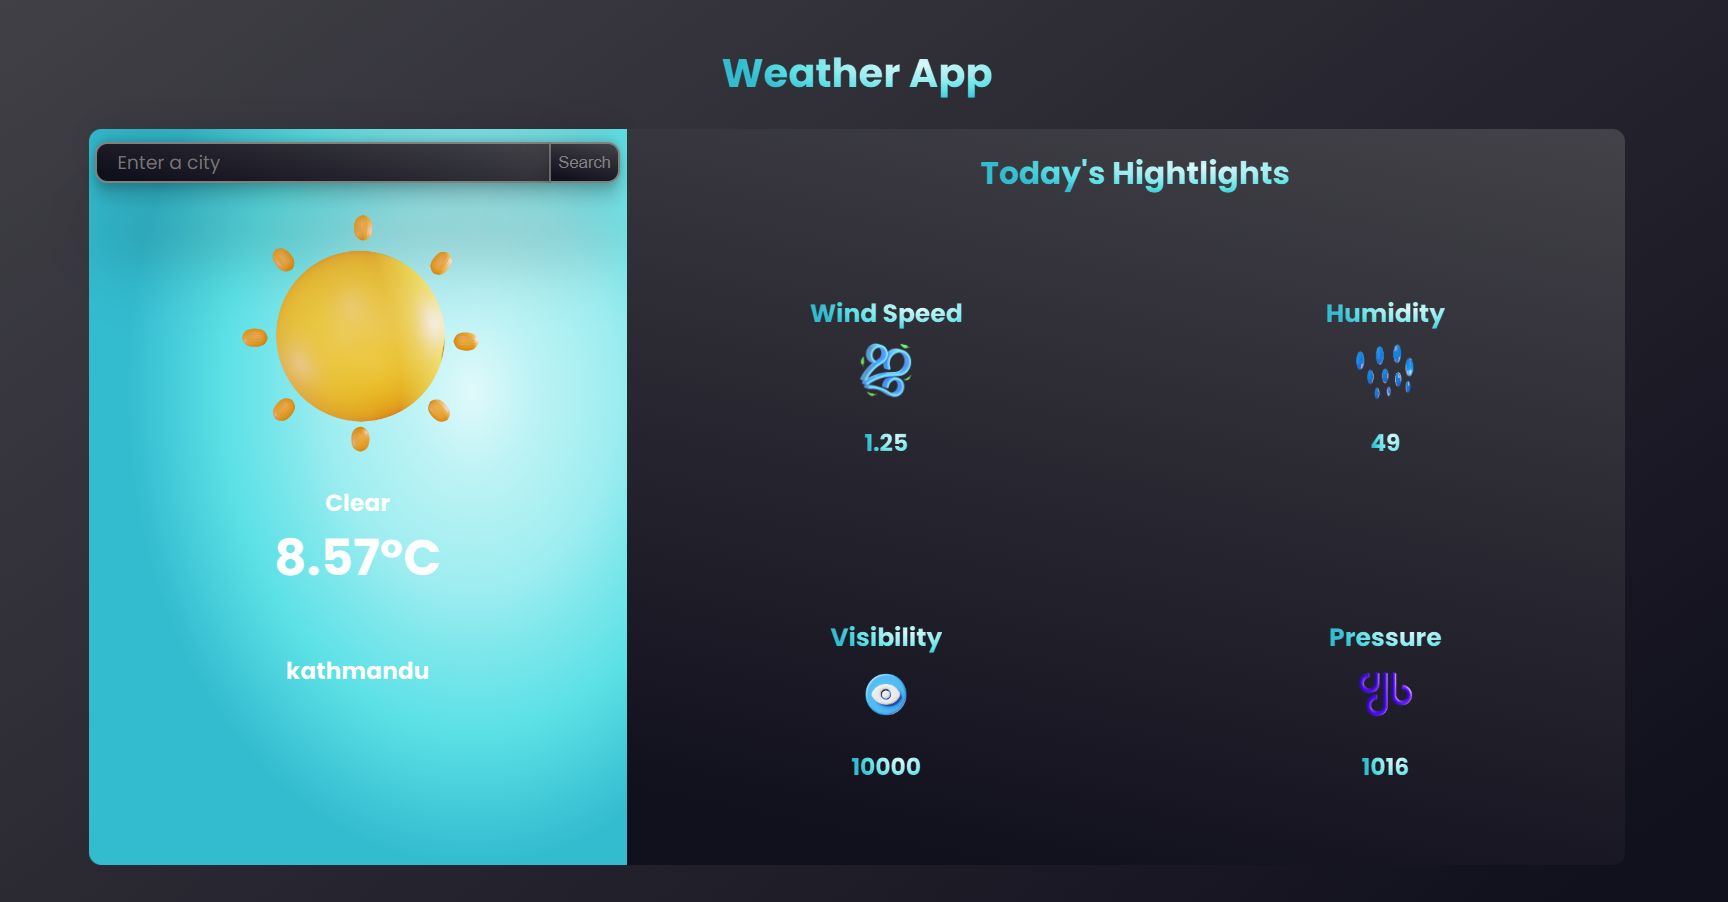 Weather App
Enter a city
Search
Clear
8.57°C
kathmandu
Today's Hightlights
Wind Speed
1.25
Humidity
49
Visibility
10000
Pressure
1016